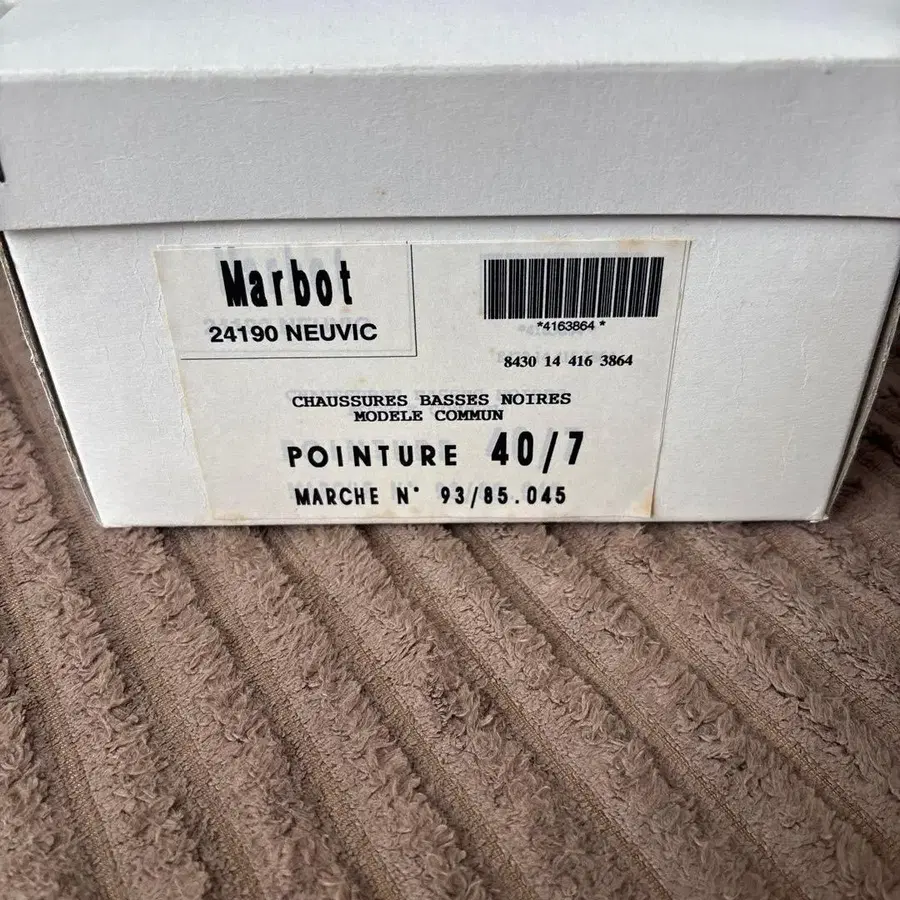 Marbot
24190 NEUVIC
*4163864 *
8430 14 416 3864
CHAUSSURES BASSES NOIRES
MODELE COMMUN
POINTURE 40/7
MARCHE N° 93/85.045